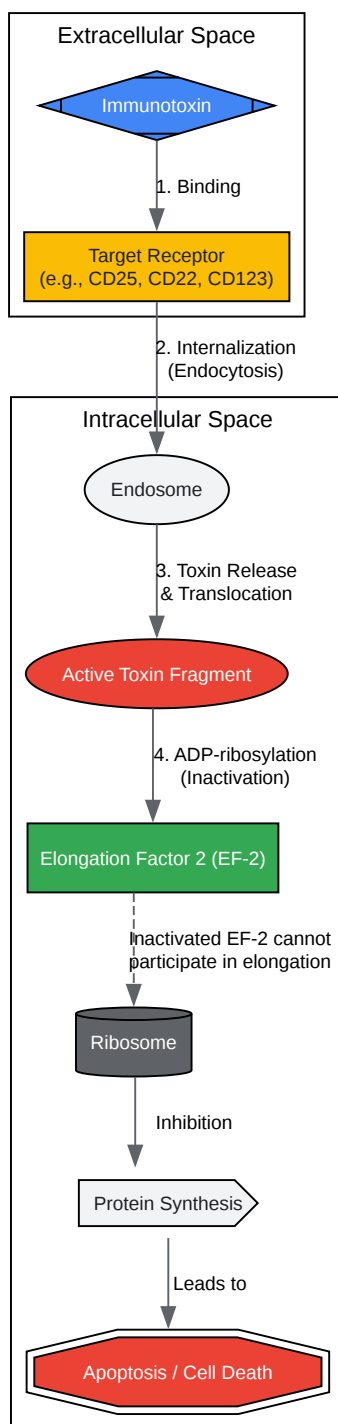 Extracellular Space
Immunotoxin
1. Binding
Target Receptor
(e.g., CD25, CD22, CD123)
2. Internalization
(Endocytosis)
Intracellular Space
Endosome
3. Toxin Release
& Translocation
Active Toxin Fragment
4. ADP-ribosylation
(Inactivation)
Elongation Factor 2 (EF-2)
Inactivated EF-2 cannot
participate in elongation
Ribosome
Inhibition
Protein Synthesis
Leads to
Apoptosis / Cell Death